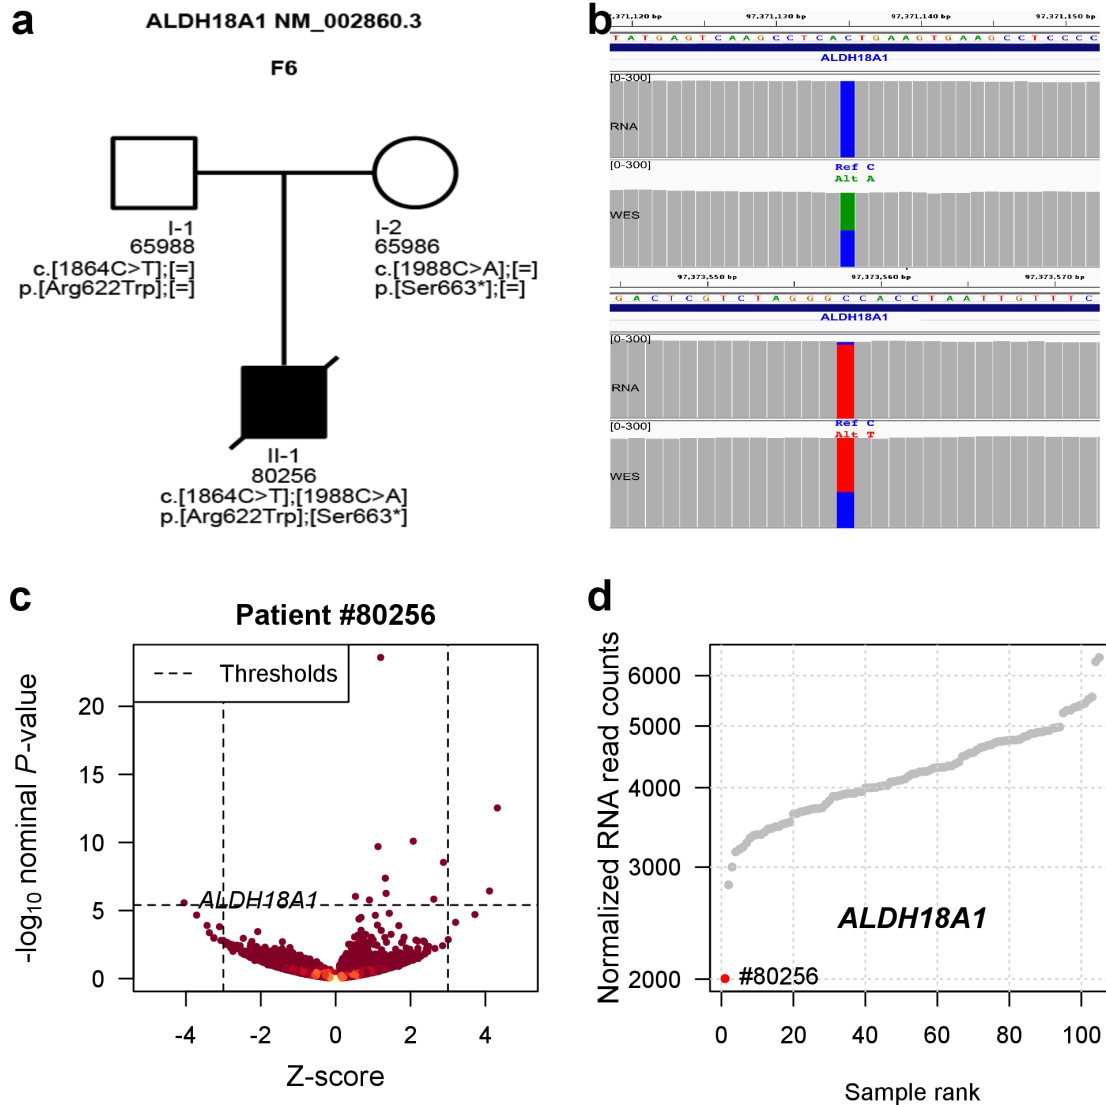 a
ALDH18A1 NM_002860.3
F6
I-1
65988
c.[1864C>T];[=]
p.[Arg622Trp];[=]
I-2
65986
c.[1988C>A];[=]
p.[Ser663*];[=]
II-1
80256
c.[1864C>T];[1988C>A]
p.[Arg622Trp];[Ser663*]
b
97,371,130 bp 97,371,140 bp 97,371,150 bp
T A T G A G T C A A G C C T C A C T G A A G T G A A G C C T C C C C
ALDH18A1
[0-300]
RNA
[0-300]
Ref C
Alt A
WES
97,373,550 bp 97,373,560 bp 97,373,570 bp
G A C T C G T C T A G G G C C A C C T A A T T G T T T C
ALDH18A1
[0-300]
RNA
[0-300]
Ref C
Alt T
WES
c
Patient #80256
Thresholds
-log10 nominal P-value
20
15
10
5
0
ALDH18A1
-4 -2 0 2 4
Z-score
d
Normalized RNA read counts
6000
5000
4000
3000
2000
ALDH18A1
#80256
0 20 40 60 80 100
Sample rank